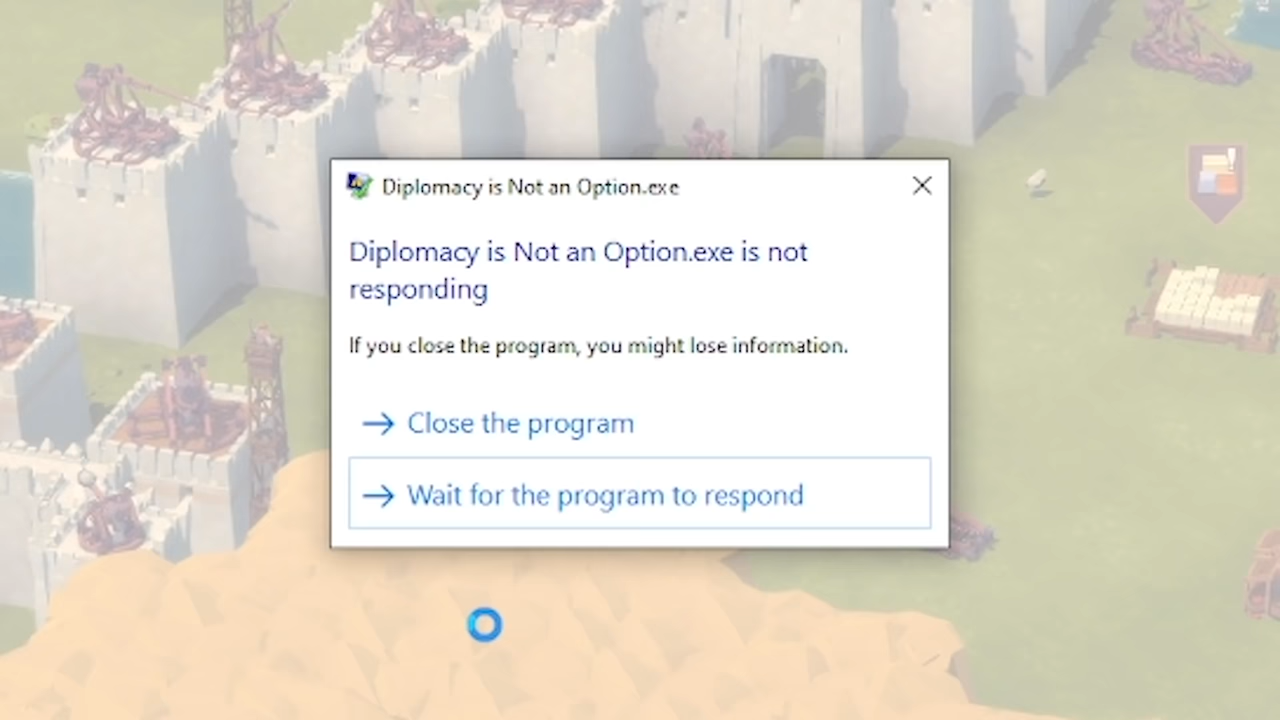 Diplomacy is Not an Option.exe
Diplomacy is Not an Option.exe is not
responding
If you close the program, you might lose information.
Close the program
Wait for the program to respond